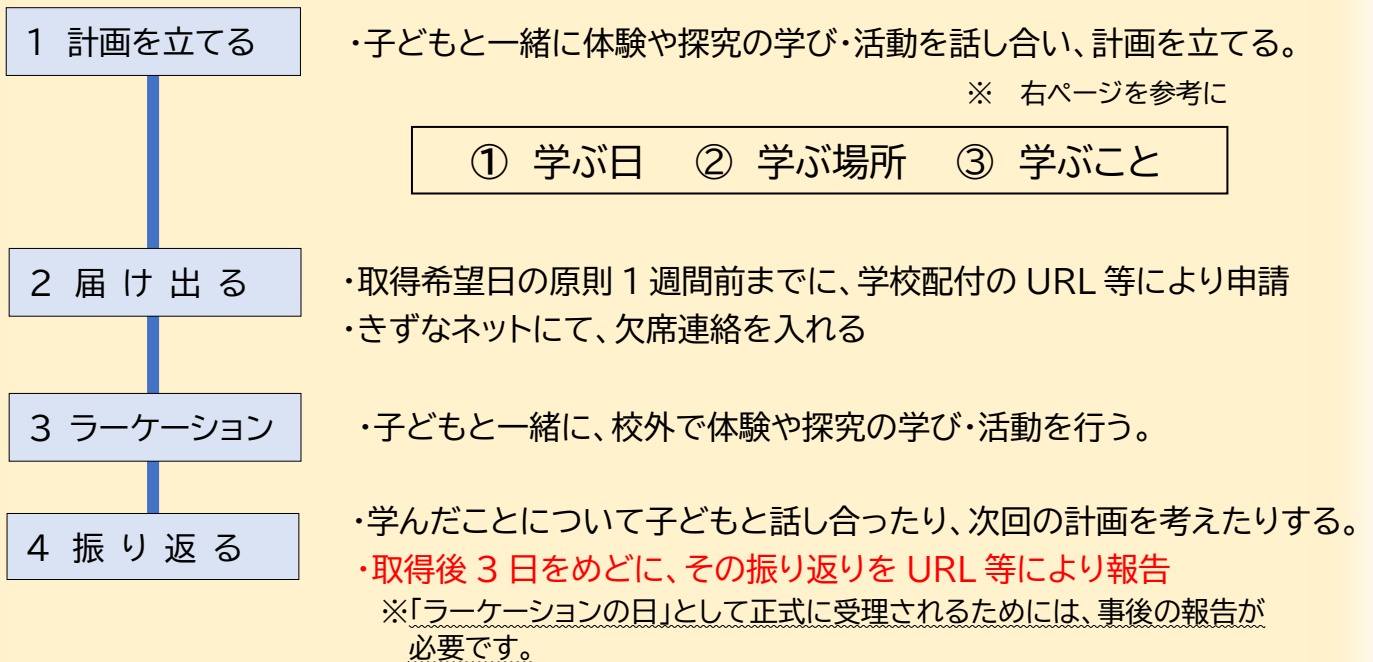 1 計画を立てる
・子どもと一緒に体験や探究の学び・活動を話し合い、計画を立てる。
※ 右ページを参考に
① 学ぶ日 ② 学ぶ場所 ③ 学ぶこと
2 届 け 出 る
・取得希望日の原則1週間前までに、学校配付の URL 等により申請
・きずなネットにて、欠席連絡を入れる
3 ラーケーション
・子どもと一緒に、校外で体験や探究の学び・活動を行う。
4 振 り 返 る
・学んだことについて子どもと話し合ったり、次回の計画を考えたりする。
・取得後 3 日をめどに、その振り返りを URL 等により報告
※「ラーケーションの日」として正式に受理されるためには、事後の報告が
必要です。